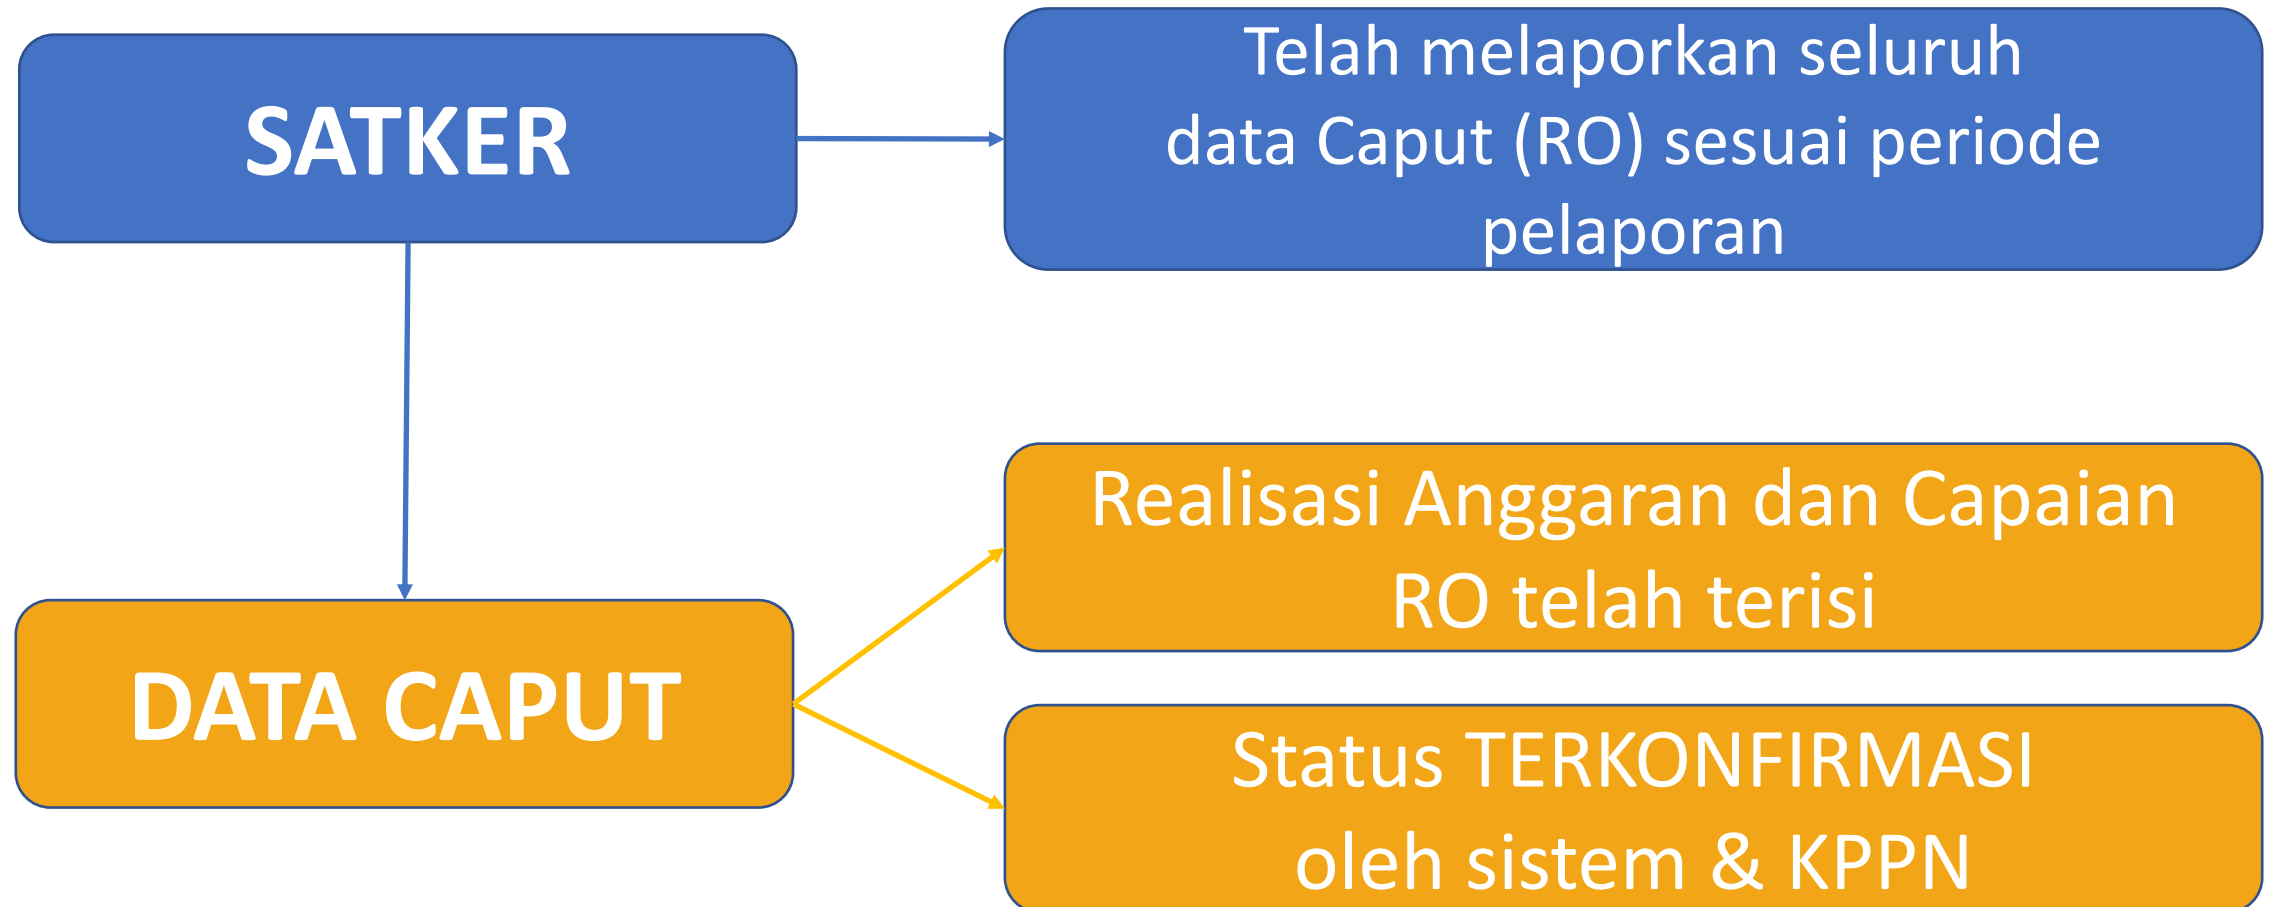 SATKER
Telah melaporkan seluruh
data Caput (RO) sesuai periode
pelaporan
DATA CAPUT
Realisasi Anggaran dan Capaian
RO telah terisi
Status TERKONFIRMASI
oleh sistem & KPPN